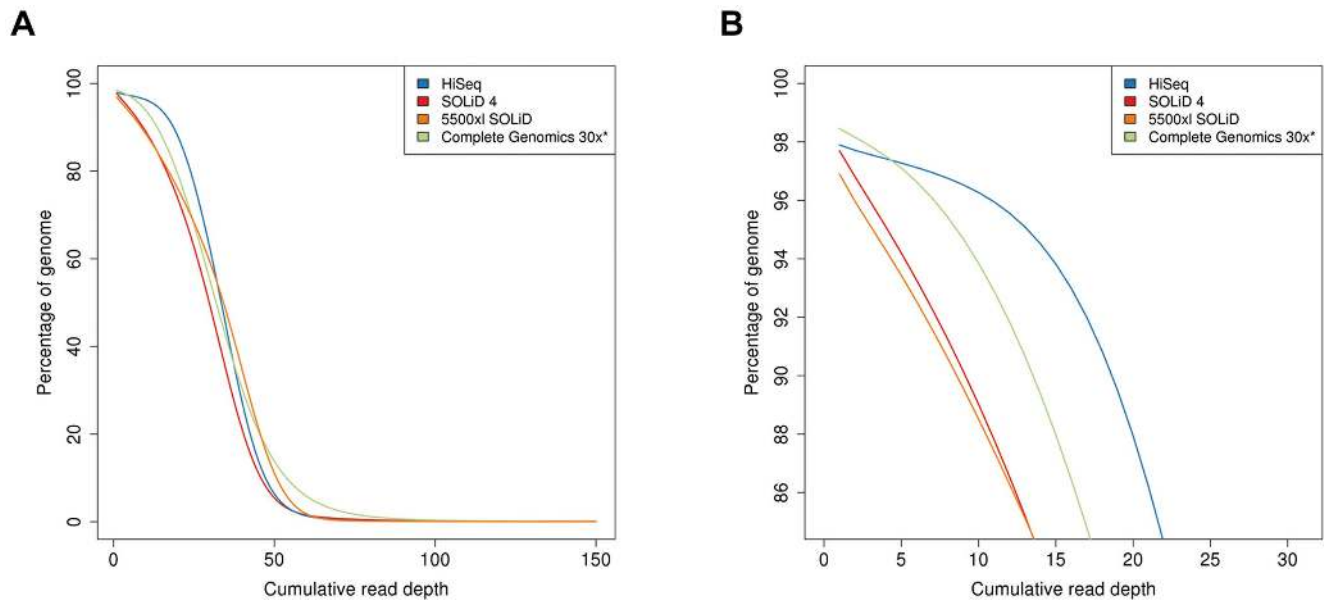 A
100
80
60
40
20
0
Percentage of genome
HiSeq
SOLiD 4
5500xl SOLiD
Complete Genomics 30x*
0 50 100 150
Cumulative read depth
B
100
98
96
94
92
90
88
86
Percentage of genome
HiSeq
SOLiD 4
5500xl SOLiD
Complete Genomics 30x*
0 5 10 15 20 25 30
Cumulative read depth